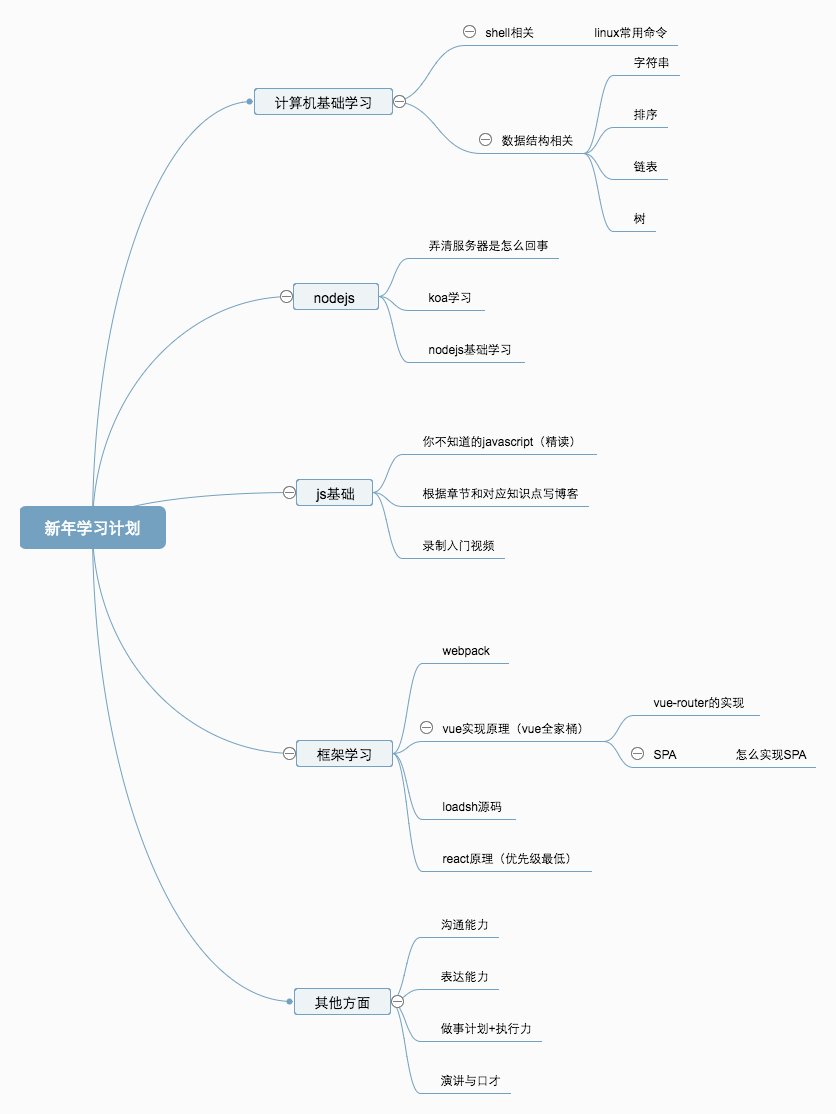 新年学习计划
计算机基础学习
shell相关
linux常用命令
数据结构相关
字符串
排序
链表
树
nodejs
弄清服务器是怎么回事
koa学习
nodejs基础学习
js基础
你不知道的javascript（精读）
根据章节和对应知识点写博客
录制入门视频
框架学习
webpack
vue实现原理（vue全家桶）
vue-router的实现
SPA
怎么实现SPA
loadsh源码
react原理（优先级最低）
其他方面
沟通能力
表达能力
做事计划+执行力
演讲与口才